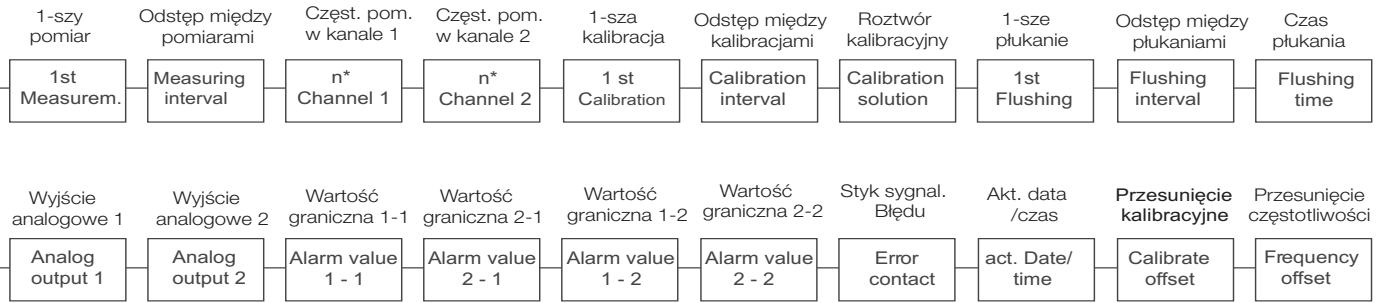 1-szy
pomiar
Odstęp między
pomiarami
Częst. pom.
w kanale 1
Częst. pom.
w kanale 2
1-sza
kalibracja
Odstęp między
kalibracjami
Roztwór
kalibracyjny
1-sze
płukanie
Odstęp między
płukaniami
Czas
płukania
1st
Measurem.
Measuring
interval
n*
Channel 1
n*
Channel 2
1 st
Calibration
Calibration
interval
Calibration
solution
1st
Flushing
Flushing
interval
Flushing
time
Wyjście
analogowe 1
Wyjście
analogowe 2
Wartość
graniczna 1-1
Wartość
graniczna 2-1
Wartość
graniczna 1-2
Wartość
graniczna 2-2
Styk sygnal.
Błędu
Akt. data
/czas
Przesunięcie
kalibracyjne
Przesunięcie
częstotliwości
Analog
output 1
Analog
output 2
Alarm value
1 - 1
Alarm value
2 - 1
Alarm value
1 - 2
Alarm value
2 - 2
Error
contact
act. Date/
time
Calibrate
offset
Frequency
offset